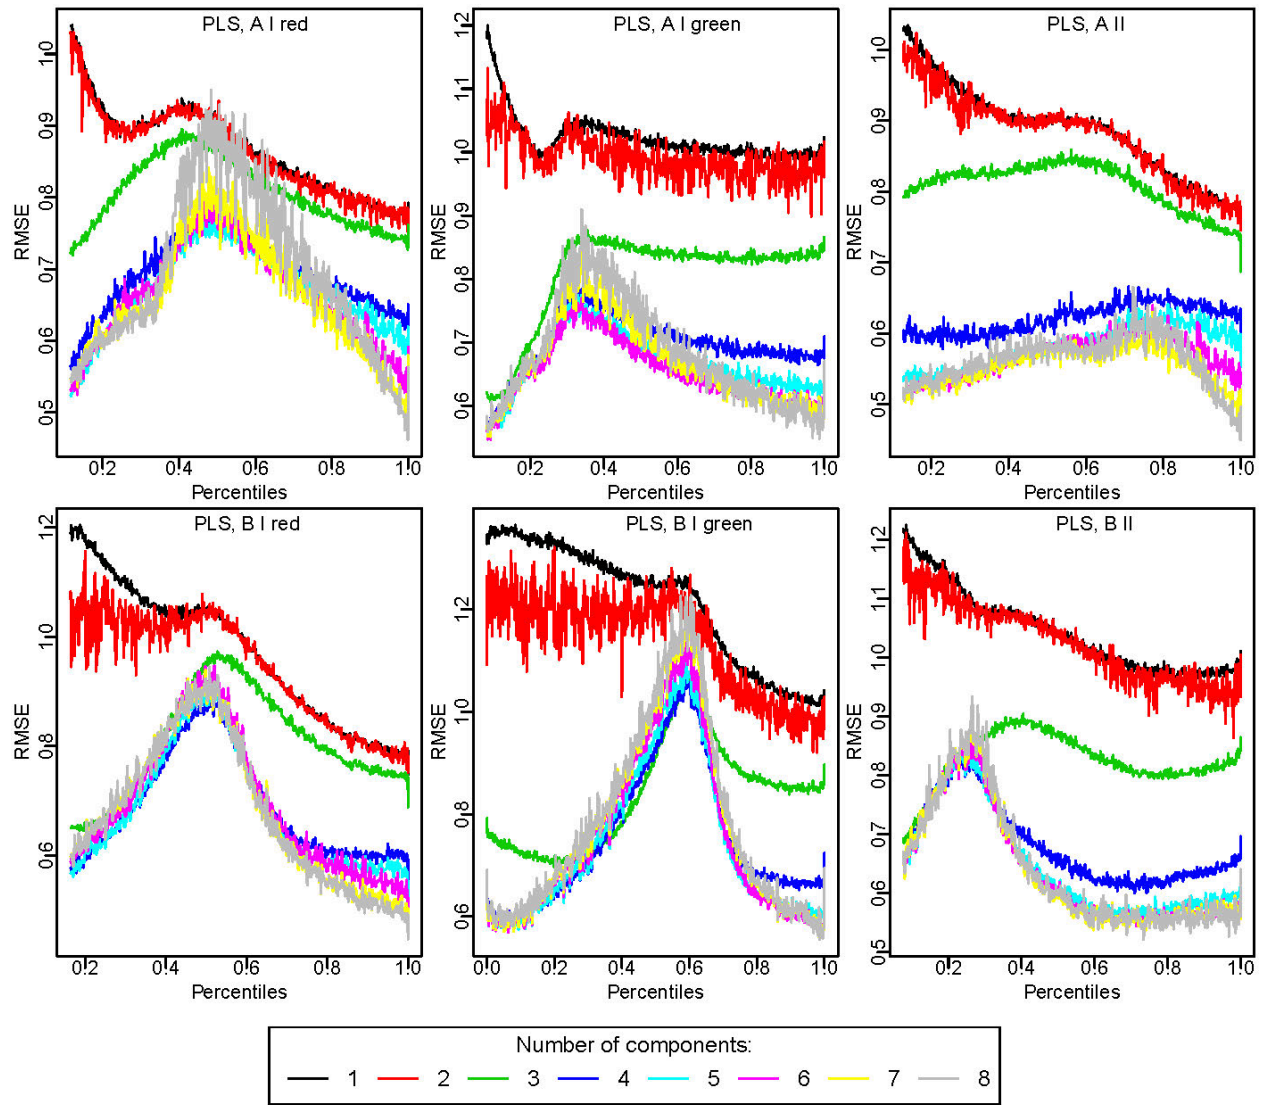 PLS, A I red
RMSE
1.0
0.9
0.8
0.7
0.6
0.5
0.2 0.4 0.6 0.8 1.0
Percentiles
PLS, A I green
RMSE
1.2
1.1
1.0
0.9
0.8
0.7
0.6
0.2 0.4 0.6 0.8 1.0
Percentiles
PLS, A II
RMSE
1.0
0.9
0.8
0.7
0.6
0.5
0.2 0.4 0.6 0.8 1.0
Percentiles
PLS, B I red
RMSE
1.2
1.0
0.8
0.6
0.2 0.4 0.6 0.8 1.0
Percentiles
PLS, B I green
RMSE
1.2
1.0
0.8
0.6
0.0 0.2 0.4 0.6 0.8 1.0
Percentiles
PLS, B II
RMSE
1.2
1.1
1.0
0.9
0.8
0.7
0.6
0.5
0.2 0.4 0.6 0.8 1.0
Percentiles
Number of components:
1 2 3 4 5 6 7 8